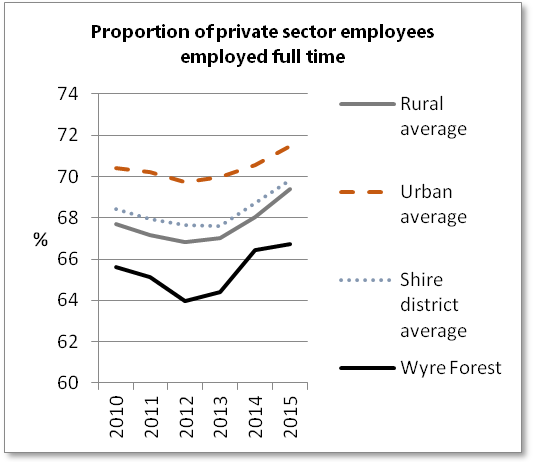 Proportion of private sector employees
employed full time
%
74
72
70
68
66
64
62
60
2010
2011
2012
2013
2014
2015
Rural
average
Urban
average
Shire
district
average
Wyre Forest